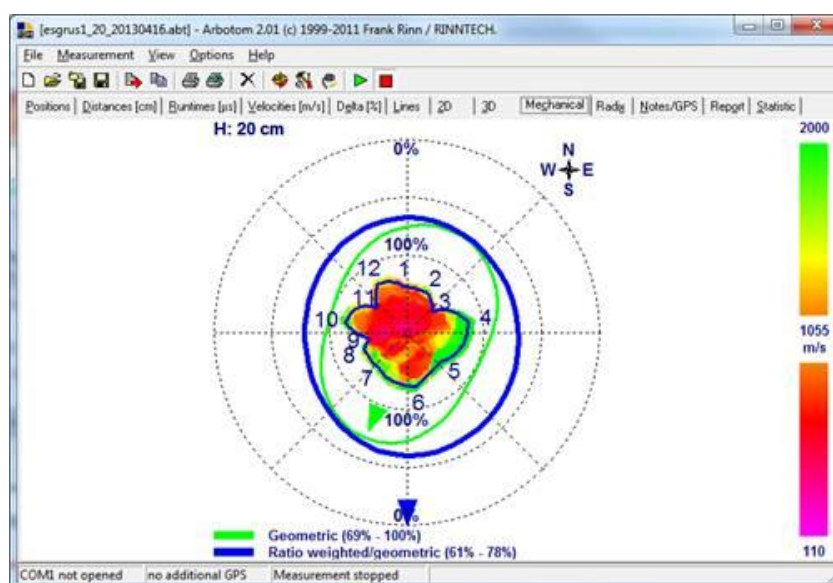 [esgrus1_20_20130416.abt] - Arbotom 2.01 (c) 1999-2011 Frank Rinn / RINNTECH.
File Measurement View Options Help
Positions Distances [cm] Runtimes [µs] Velocities [m/s] Delta [%] Lines 2D 3D Mechanical Radix Notes/GPS Report Statistic
H: 20 cm
0%
N
W E
S
2000
100%
12 1 2
11 3
10 4
9
8
7 5
6
100%
0%
1055
m/s
110
Geometric (69% - 100%)
Ratio weighted/geometric (61% - 78%)
COM1 not opened no additional GPS Measurement stopped